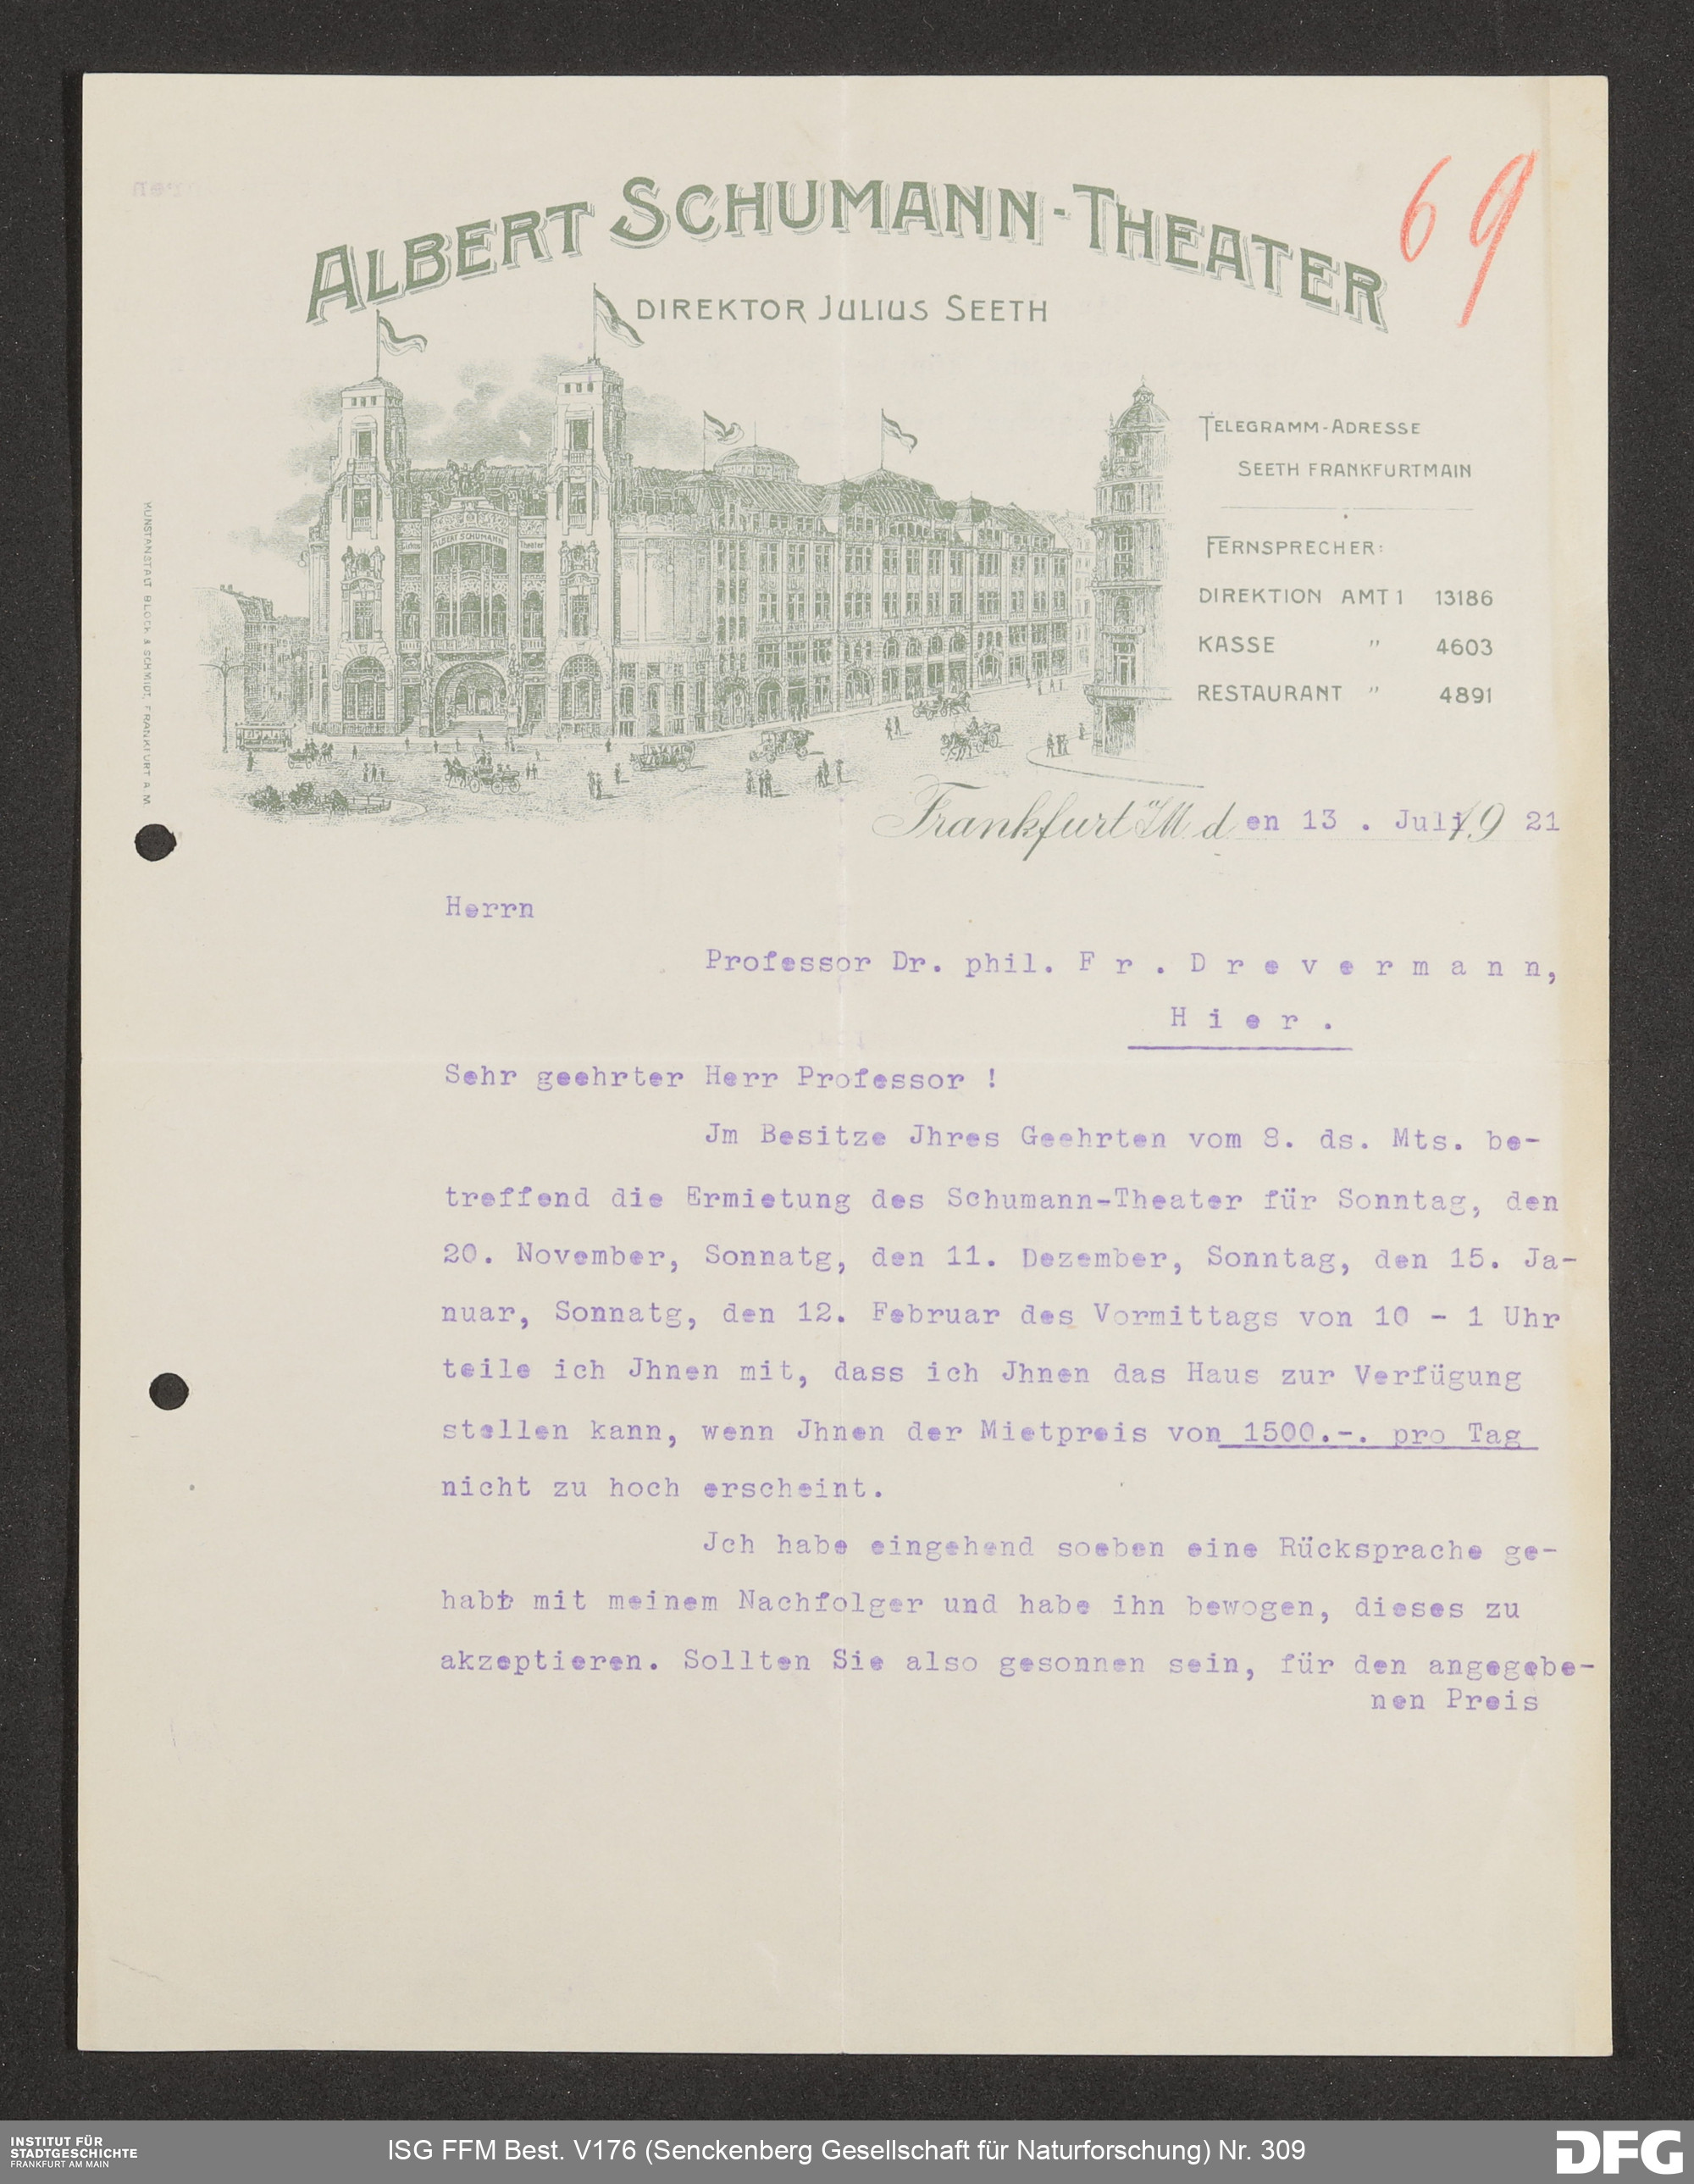 69
ALBERT SCHUMANN-THEATER
DIREKTOR JULIUS SEETH
TELEGRAMM-ADRESSE
SEETH FRANKFURTMAIN
FERNSPRECHER:
DIREKTION AMT 1 13186
KASSE " 4603
RESTAURANT " 4891
ALBERT SCHUMANN Theater
KUNSTANSTALT BLOCH & SCHMIDT, FRANKFURT A.M.
Frankfurt a/M. den 13 . Juli 19 21
Herrn
Professor Dr. phil. F r . D r e v e r m a n n,
H i e r .
Sehr geehrter Herr Professor !
Jm Besitze Jhres Geehrten vom 8. ds. Mts. be-
treffend die Ermietung des Schumann-Theater für Sonntag, den
20. November, Sonnatg, den 11. Dezember, Sonntag, den 15. Ja-
nuar, Sonnatg, den 12. Februar des Vormittags von 10 - 1 Uhr
teile ich Jhnen mit, dass ich Jhnen das Haus zur Verfügung
stellen kann, wenn Jhnen der Mietpreis von 1500.-. pro Tag
nicht zu hoch erscheint.
Jch habe eingehend soeben eine Rücksprache ge-
habt mit meinem Nachfolger und habe ihn bewogen, dieses zu
akzeptieren. Sollten Sie also gesonnen sein, für den angegebe-
nen Preis
INSTITUT FÜR
STADTGESCHICHTE
FRANKFURT AM MAIN
ISG FFM Best. V176 (Senckenberg Gesellschaft für Naturforschung) Nr. 309
DFG